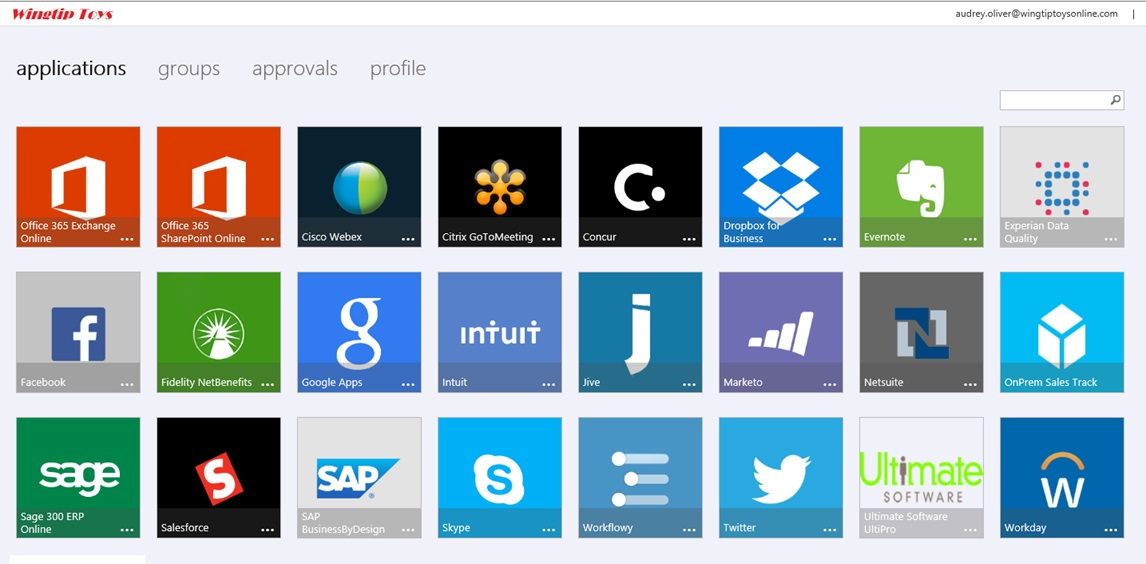 Wingtip Toys
audrey.oliver@wingtiptoysonline.com |
applications groups approvals profile
Office 365 Exchange
Online ...
Office 365
SharePoint Online ...
Cisco Webex ...
Citrix GoToMeeting ...
Concur ...
Dropbox for
Business ...
Evernote ...
Experian Data
Quality ...
f
Facebook ...
Fidelity NetBenefits ...
g
Google Apps ...
intuit
Intuit ...
j
Jive ...
Marketo ...
N
Netsuite ...
OnPrem Sales Track
sage
Sage 300 ERP
Online ...
S
Salesforce ...
SAP®
SAP
BusinessByDesign ...
S
Skype ...
Workflowy ...
Twitter ...
Ultimate
SOFTWARE
Ultimate Software
UltiPro ...
W
Workday ...